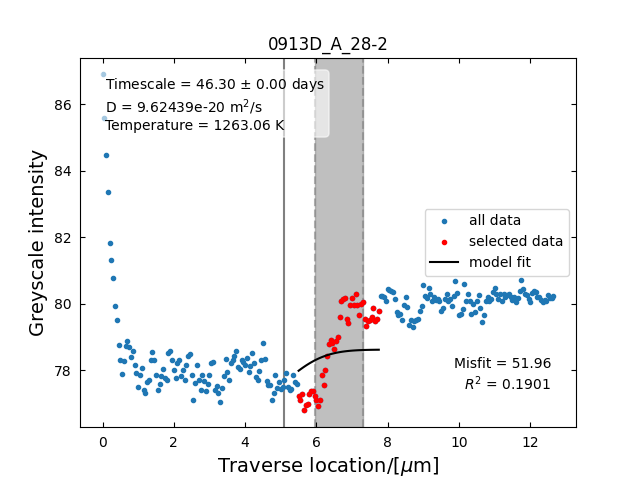 0913D_A_28-2
Timescale = 46.30 ± 0.00 days
D = 9.62439e-20 m²/s
Temperature = 1263.06 K
86
84
82
80
78
Greyscale intensity
all data
selected data
model fit
Misfit = 51.96
R² = 0.1901
0 2 4 6 8 10 12
Traverse location/[μm]